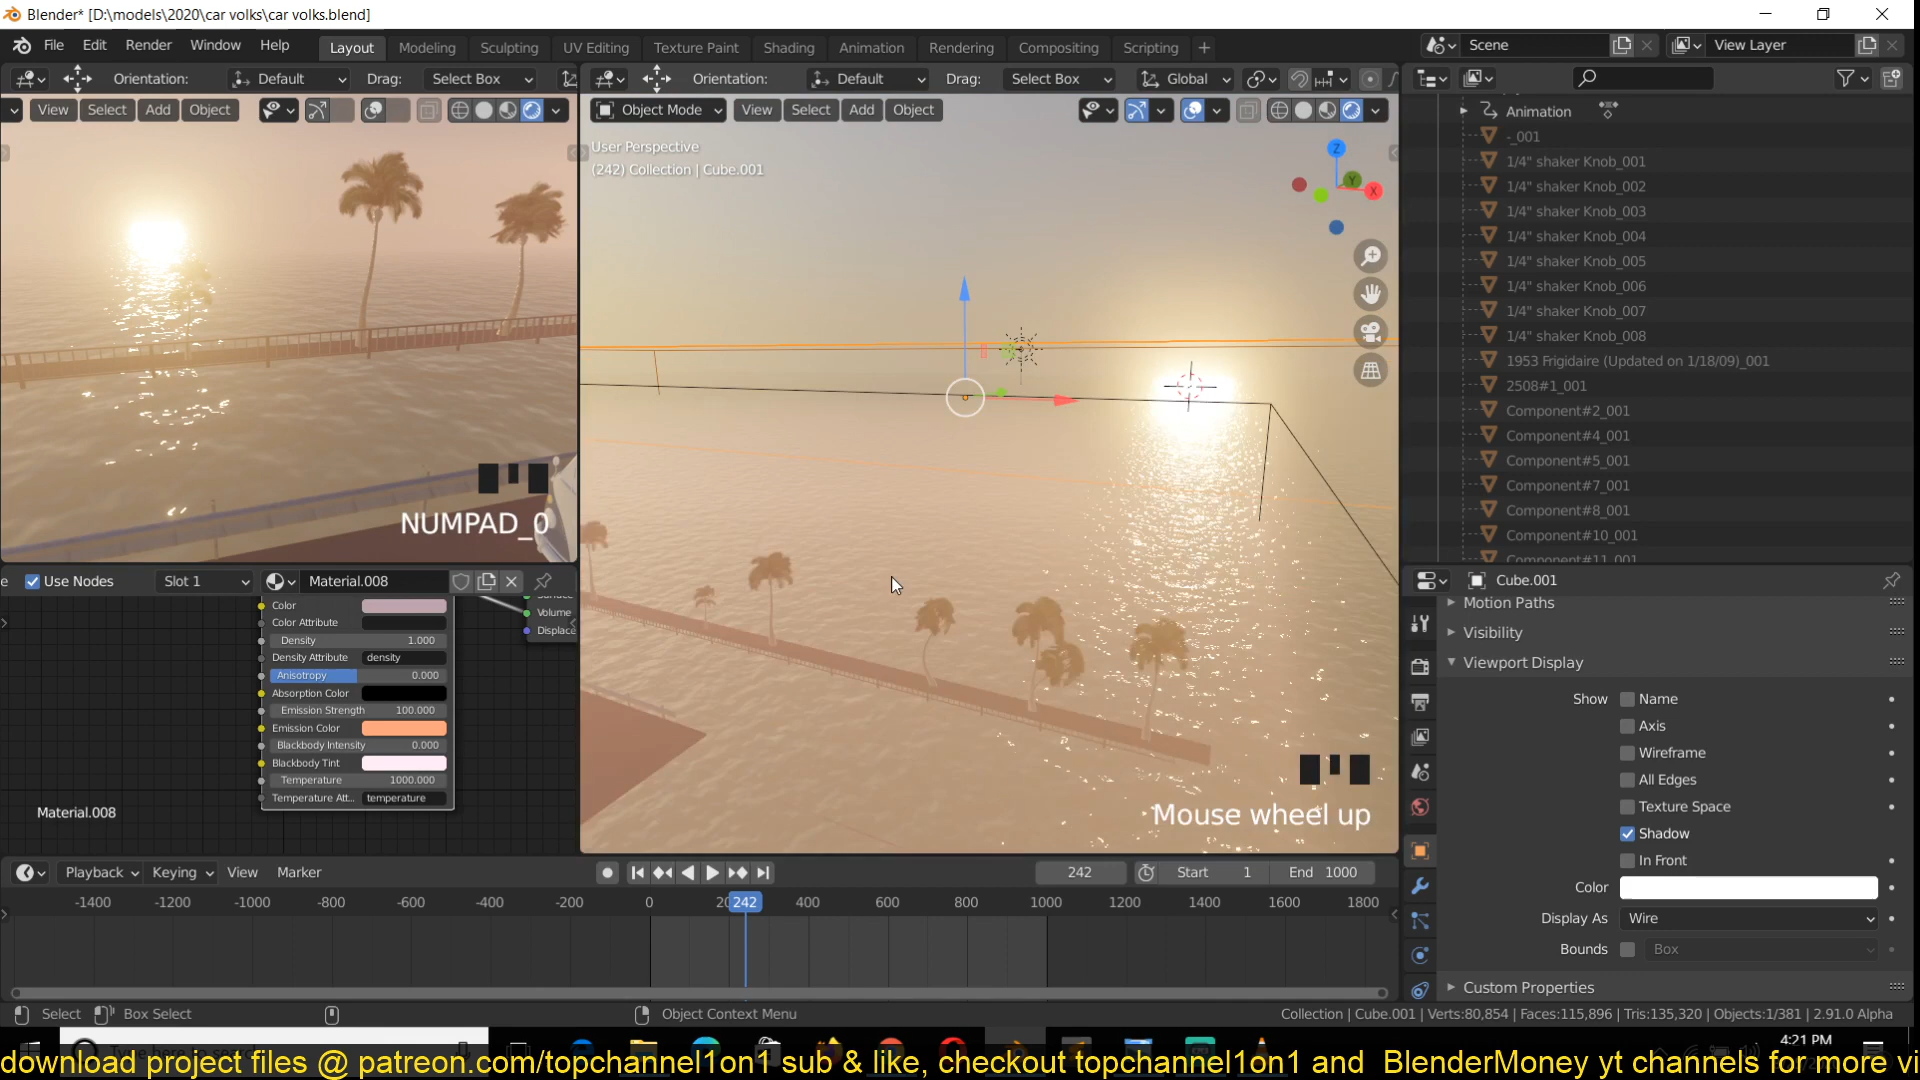 Blender* [D:\models\2020\car volks\car volks.blend]
File Edit Render Window Help Layout Modeling Sculpting UV Editing Texture Paint Shading Animation Rendering Compositing Scripting + Scene View Layer
Orientation: Default Drag: Select Box Orientation: Default Drag: Select Box Global
View Select Add Object Object Mode View Select Add Object
User Perspective
(242) Collection | Cube.001
Z
Y
X
NUMPAD_0
Mouse wheel up
Animation
-_001
1/4" shaker Knob_001
1/4" shaker Knob_002
1/4" shaker Knob_003
1/4" shaker Knob_004
1/4" shaker Knob_005
1/4" shaker Knob_006
1/4" shaker Knob_007
1/4" shaker Knob_008
1953 Frigidaire (Updated on 1/18/09)_001
2508#1_001
Component#2_001
Component#4_001
Component#5_001
Component#7_001
Component#8_001
Component#10_001
Component#11_001
e Use Nodes Slot 1 Material.008
Color
Color Attribute
Density 1.000
Density Attribute density
Anisotropy 0.000
Absorption Color
Emission Strength 100.000
Emission Color
Blackbody Intensity 0.000
Blackbody Tint
Temperature 1000.000
Temperature Att.. temperature
Surface
Volume
Displace
Material.008
Cube.001
Motion Paths
Visibility
Viewport Display
Show Name
Axis
Wireframe
All Edges
Texture Space
Shadow
In Front
Color
Display As Wire
Bounds Box
Custom Properties
Playback Keying View Marker 242 Start 1 End 1000
-1400 -1200 -1000 -800 -600 -400 -200 0 20 242 400 600 800 1000 1200 1400 1600 1800
Select Box Select Object Context Menu Collection | Cube.001 | Verts:80,854 | Faces:115,896 | Tris:135,320 | Objects:1/381 | 2.91.0 Alpha
4:21 PM
download project files @ patreon.com/topchannel1on1 sub & like, checkout topchannel1on1 and BlenderMoney yt channels for more vi